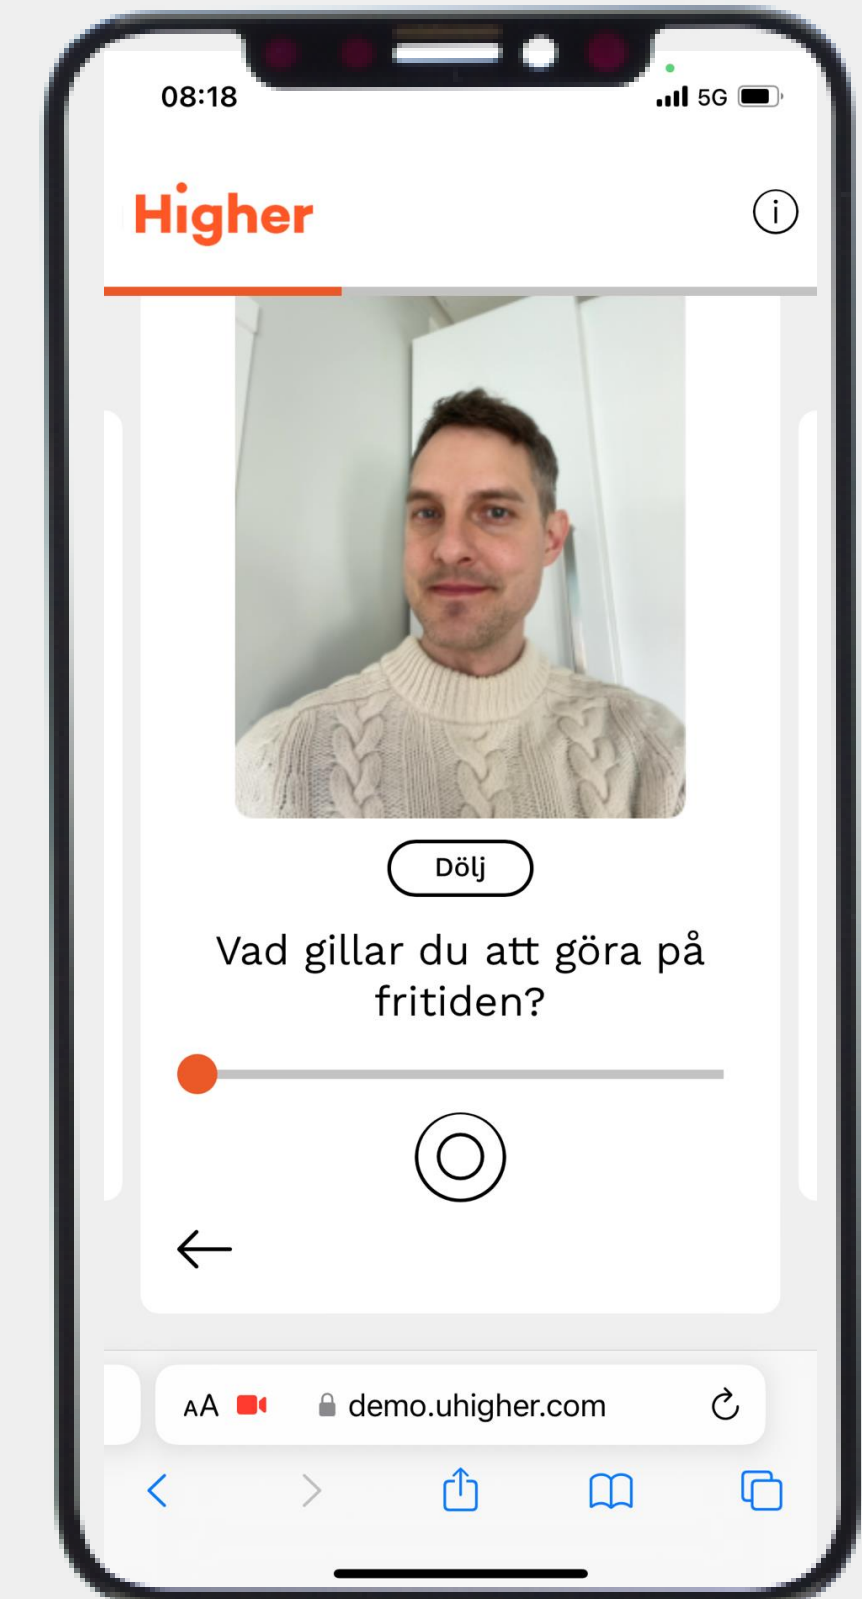 08:18
5G
Higher
i
Dölj
Vad gillar du att göra på
fritiden?
AA
demo.uhigher.com